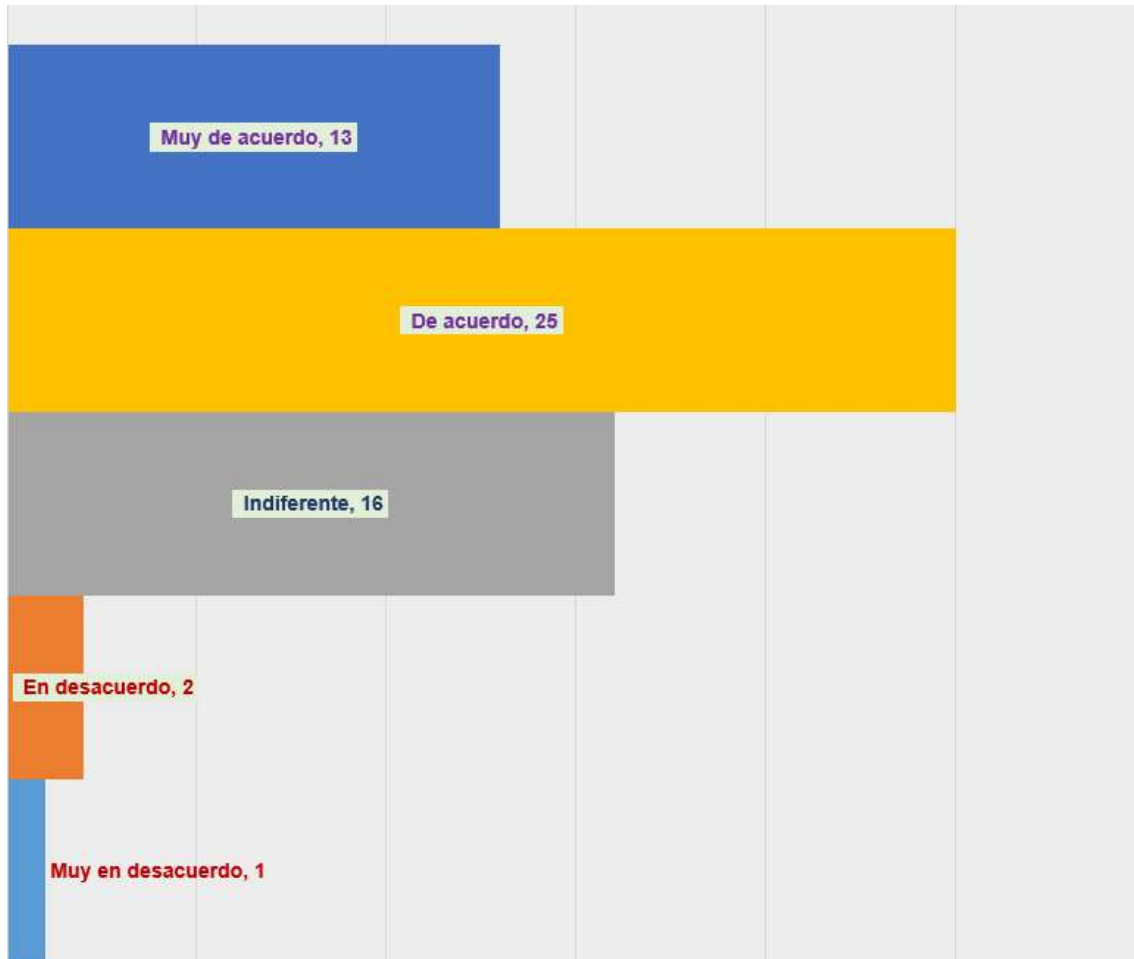 Muy de acuerdo, 13
De acuerdo, 25
Indiferente, 16
En desacuerdo, 2
Muy en desacuerdo, 1